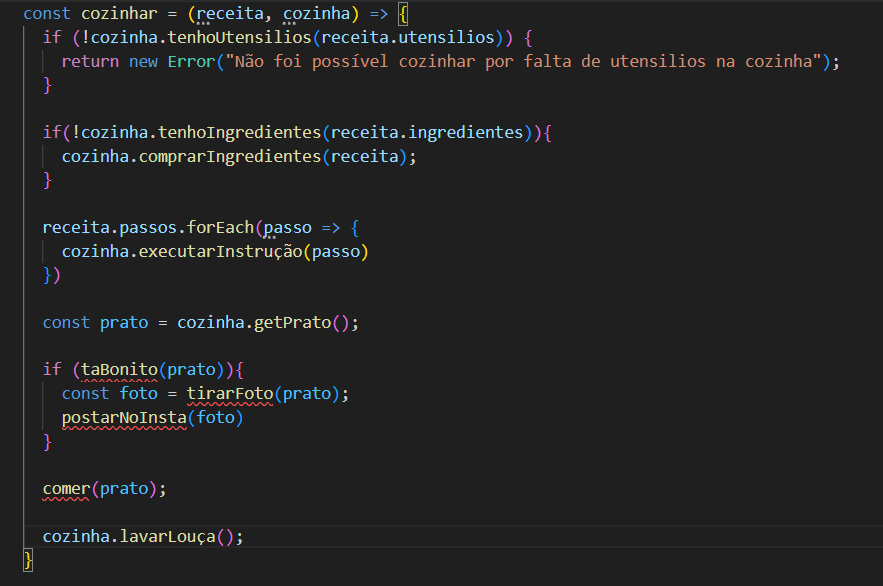 const cozinhar = (receita, cozinha) => {
  if (!cozinha.tenhoUtensilios(receita.utensilios)) {
    return new Error("Não foi possível cozinhar por falta de utensilios na cozinha");
  }

  if(!cozinha.tenhoIngredientes(receita.ingredientes)){
    cozinha.comprarIngredientes(receita);
  }

  receita.passos.forEach(passo => {
    cozinha.executarInstrução(passo)
  })

  const prato = cozinha.getPrato();

  if (taBonito(prato)){
    const foto = tirarFoto(prato);
    postarNoInsta(foto)
  }

  comer(prato);

  cozinha.lavarLouça();
}